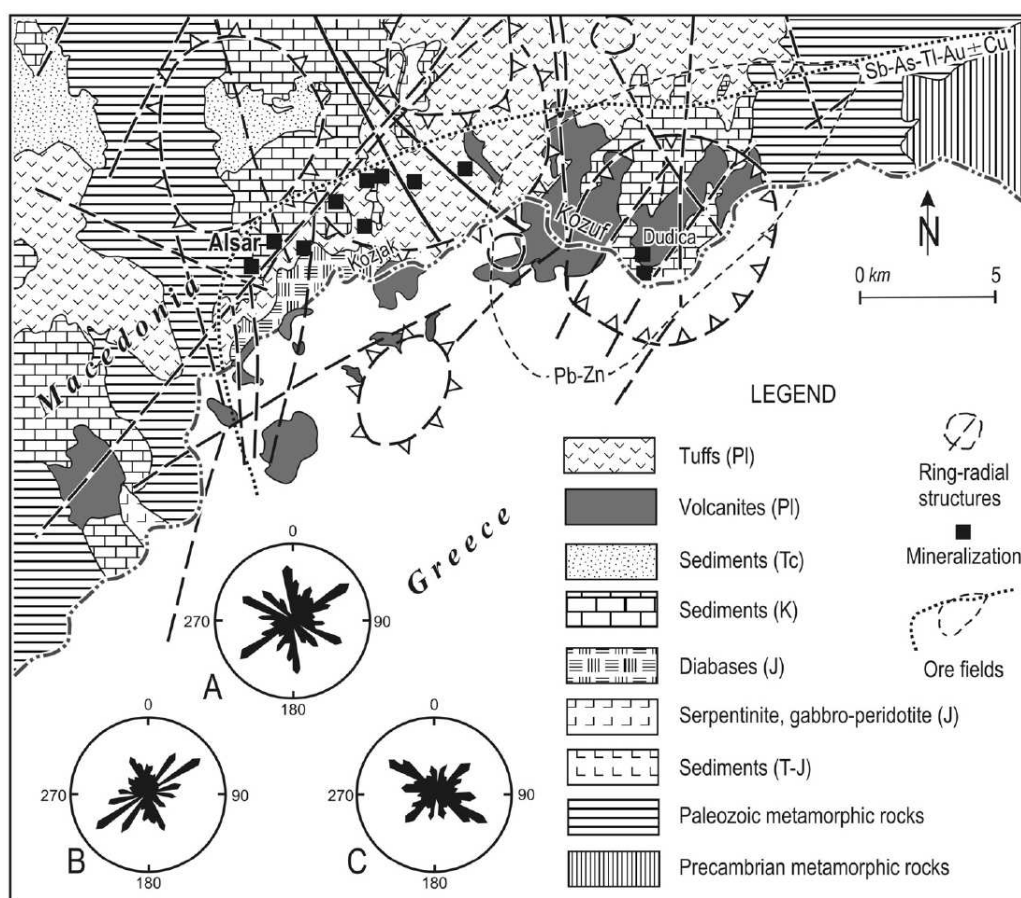 Sb-As-Tl-Au±Cu
Alsar
Kozjak
Kozuf
Dudica
N
0 km 5
Macedonia
Pb-Zn
Greece
LEGEND
Tuffs (Pl)
Volcanites (Pl)
Sediments (Tc)
Sediments (K)
Diabases (J)
Serpentinite, gabbro-peridotite (J)
Sediments (T-J)
Paleozoic metamorphic rocks
Precambrian metamorphic rocks
Ring-radial
structures
Mineralization
Ore fields
0
270
90
A
180
0
270
90
B
180
0
270
90
C
180